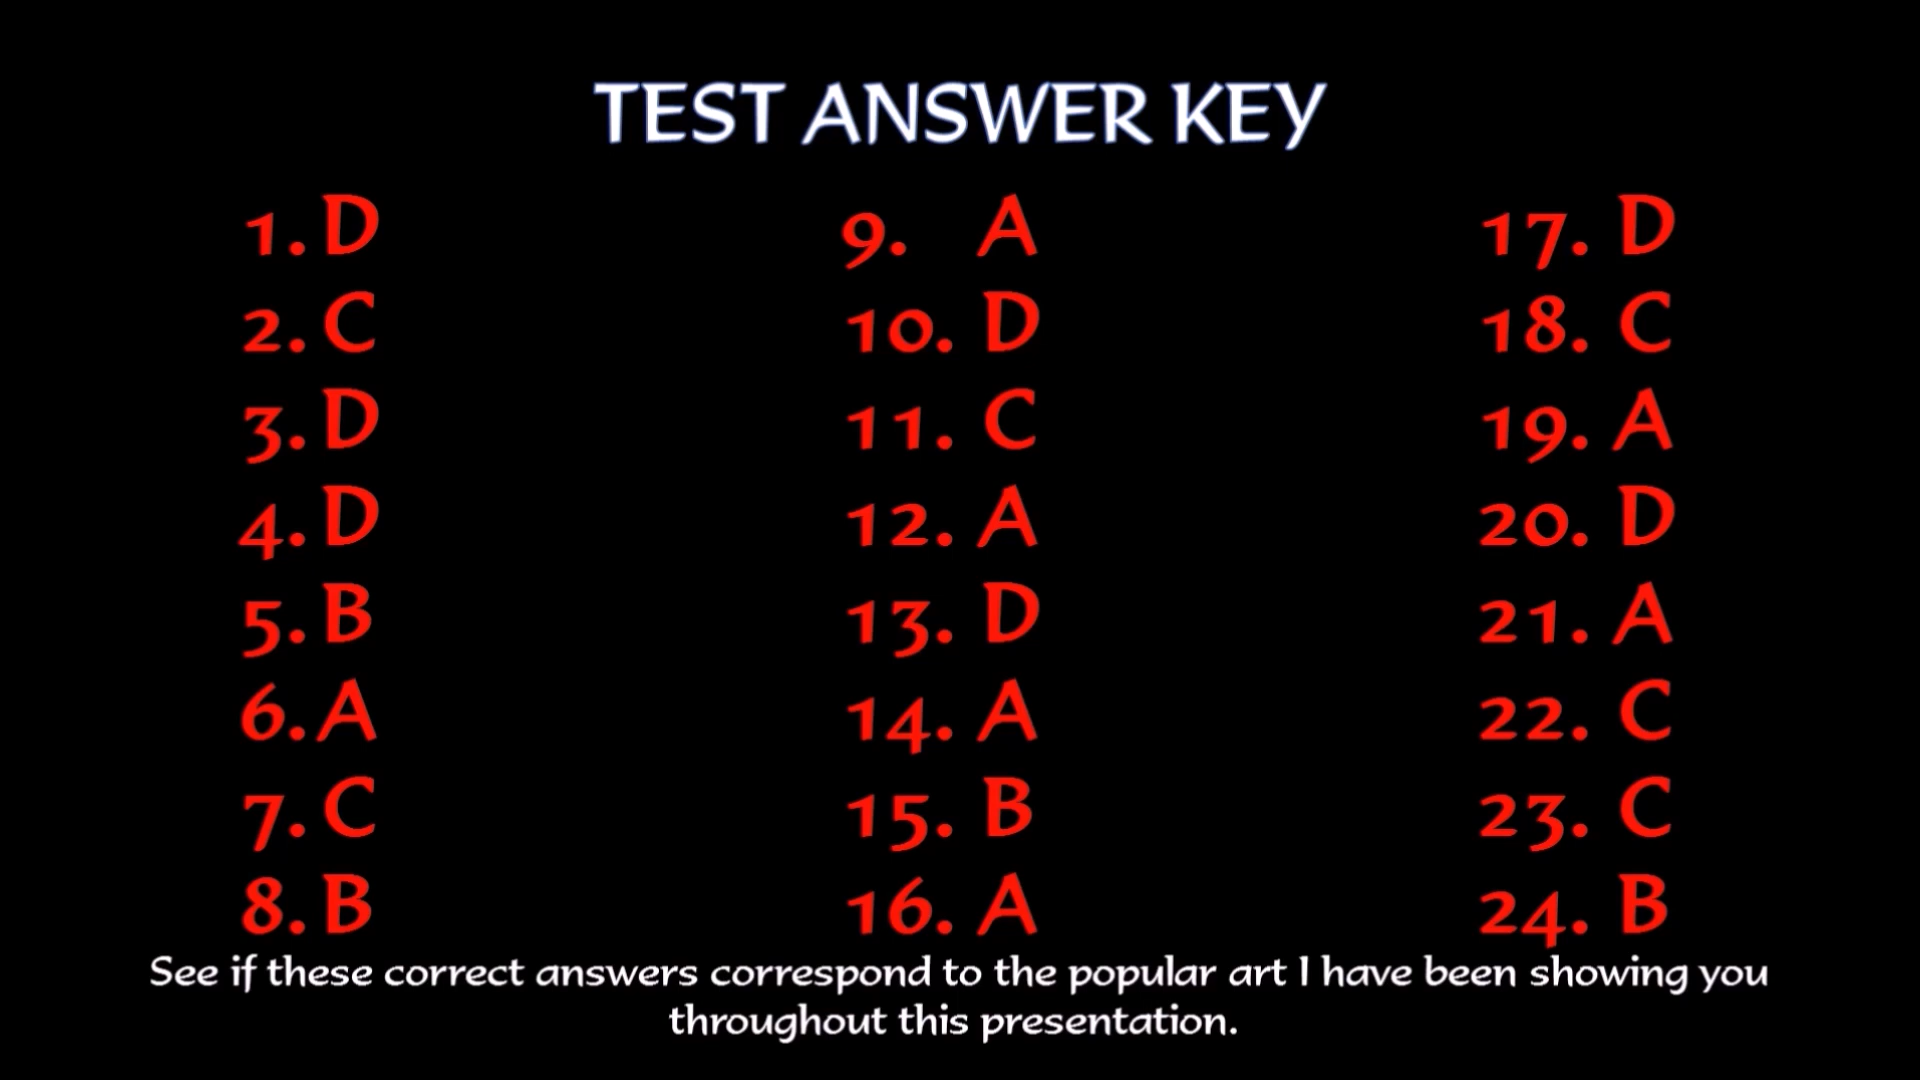 TEST ANSWER KEY
1. D
2. C
3. D
4. D
5. B
6. A
7. C
8. B
9. A
10. D
11. C
12. A
13. D
14. A
15. B
16. A
17. D
18. C
19. A
20. D
21. A
22. C
23. C
24. B
See if these correct answers correspond to the popular art I have been showing you
throughout this presentation.